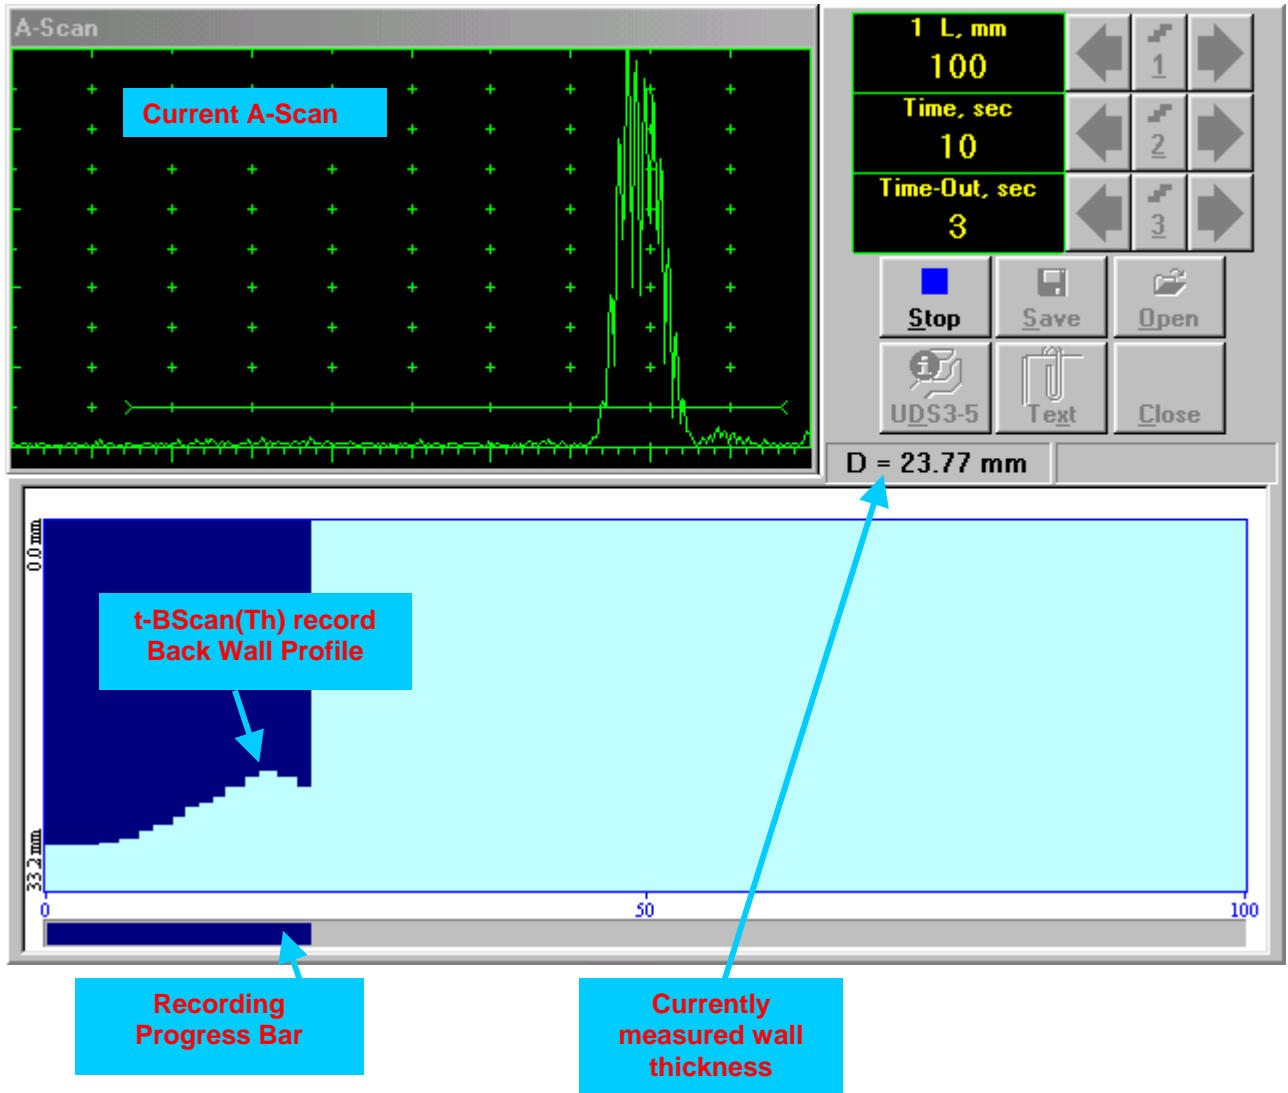 A-Scan
Current A-Scan
1 L, mm
100
1
Time, sec
10
2
Time-Out, sec
3
3
Stop
Save
Open
UDS3-5
Text
Close
D = 23.77 mm
0.0 mm
t-BScan(Th) record
Back Wall Profile
33.2 mm
0
50
100
Recording
Progress Bar
Currently
measured wall
thickness